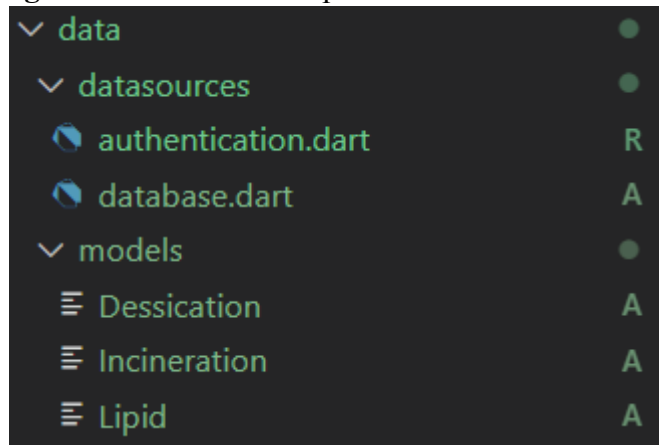 data
datasources
authentication.dart R
database.dart A
models
Dessication A
Incineration A
Lipid A